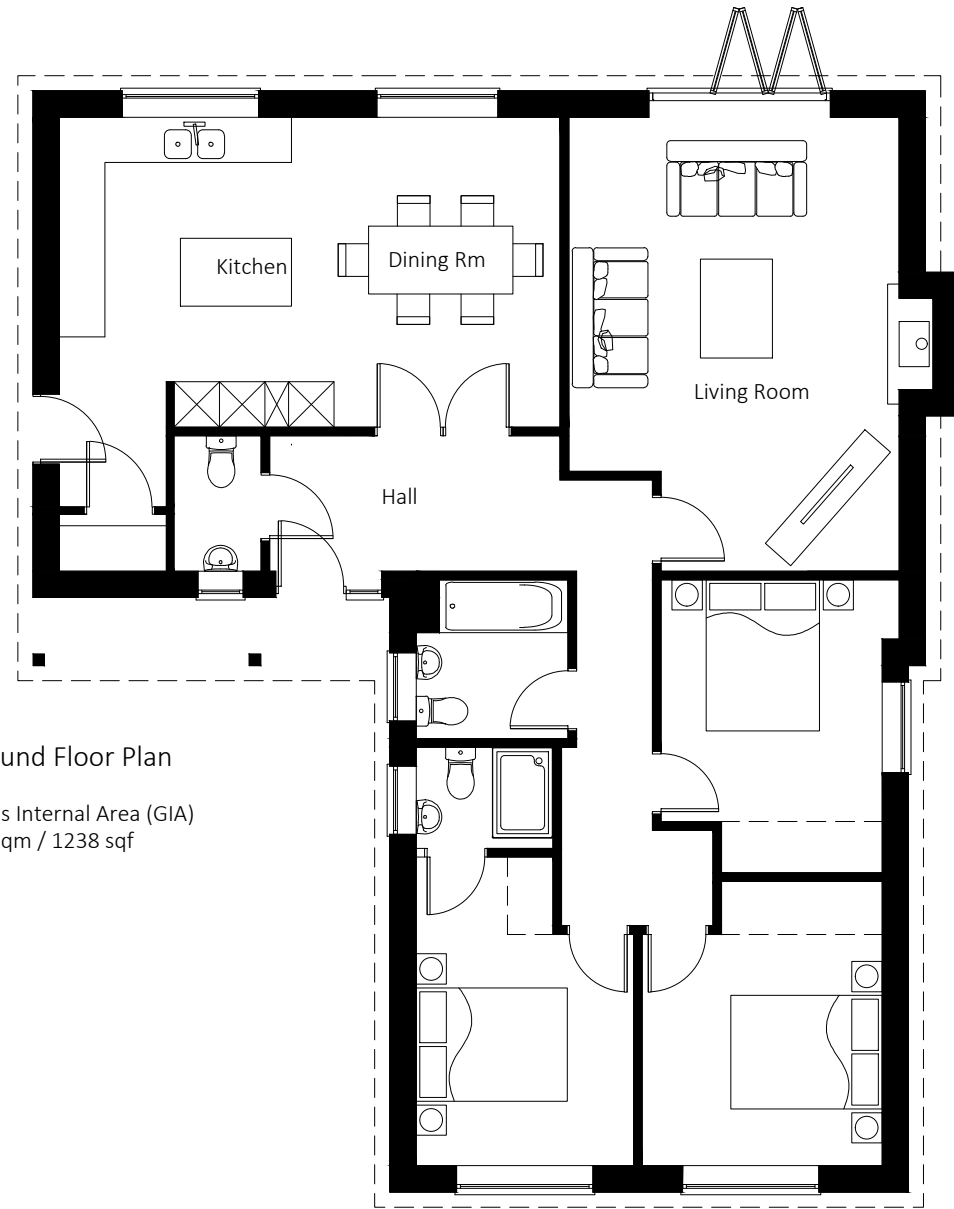 Kitchen
Dining Rm
Living Room
Hall
und Floor Plan
s Internal Area (GIA)
qm / 1238 sqf